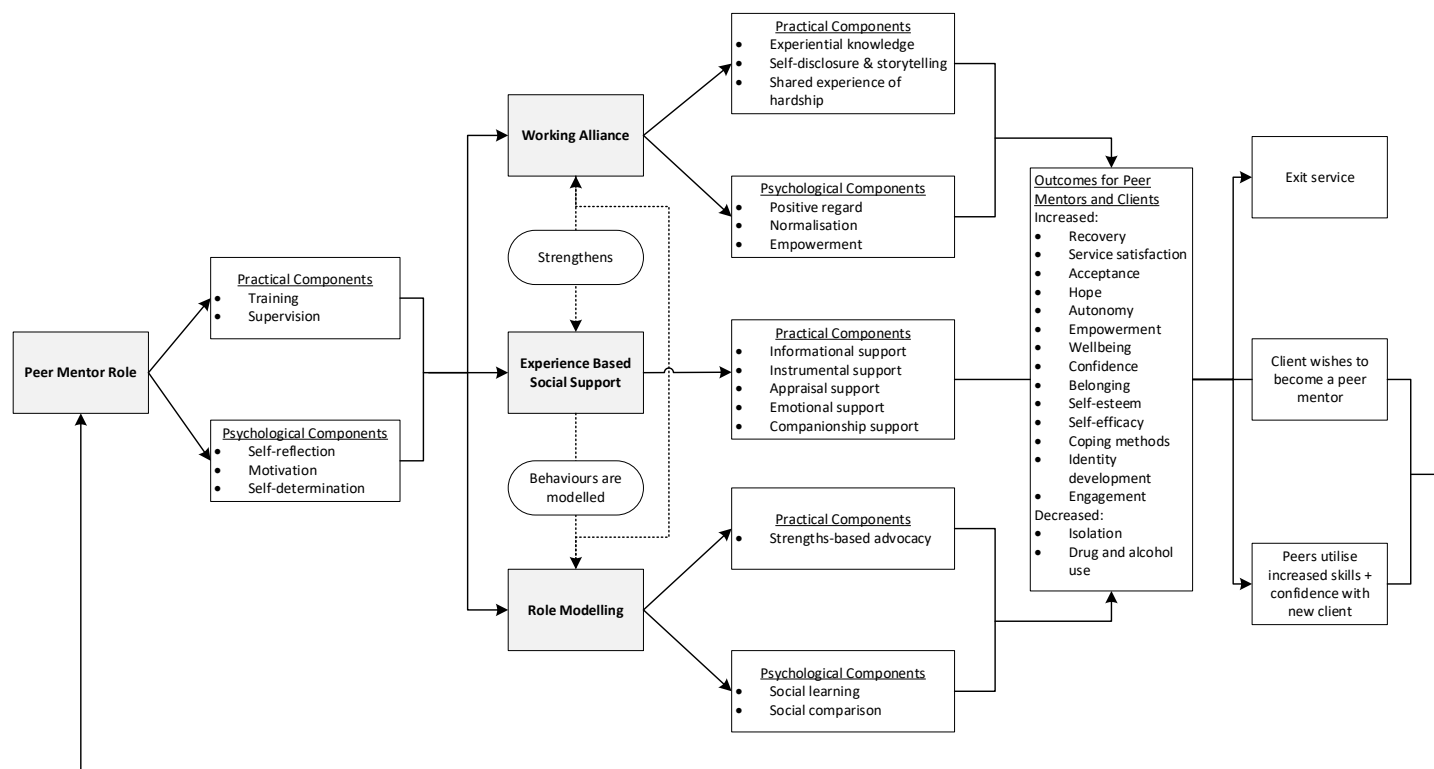 Peer Mentor Role
Practical Components
• Training
• Supervision
Psychological Components
• Self-reflection
• Motivation
• Self-determination
Working Alliance
Strengthens
Experience Based
Social Support
Behaviours are
modelled
Role Modelling
Practical Components
• Experiential knowledge
• Self-disclosure & storytelling
• Shared experience of
hardship
Psychological Components
• Positive regard
• Normalisation
• Empowerment
Practical Components
• Informational support
• Instrumental support
• Appraisal support
• Emotional support
• Companionship support
Practical Components
• Strengths-based advocacy
Psychological Components
• Social learning
• Social comparison
Outcomes for Peer
Mentors and Clients
Increased:
• Recovery
• Service satisfaction
• Acceptance
• Hope
• Autonomy
• Empowerment
• Wellbeing
• Confidence
• Belonging
• Self-esteem
• Self-efficacy
• Coping methods
• Identity
development
• Engagement
Decreased:
• Isolation
• Drug and alcohol
use
Exit service
Client wishes to
become a peer
mentor
Peers utilise
increased skills +
confidence with
new client